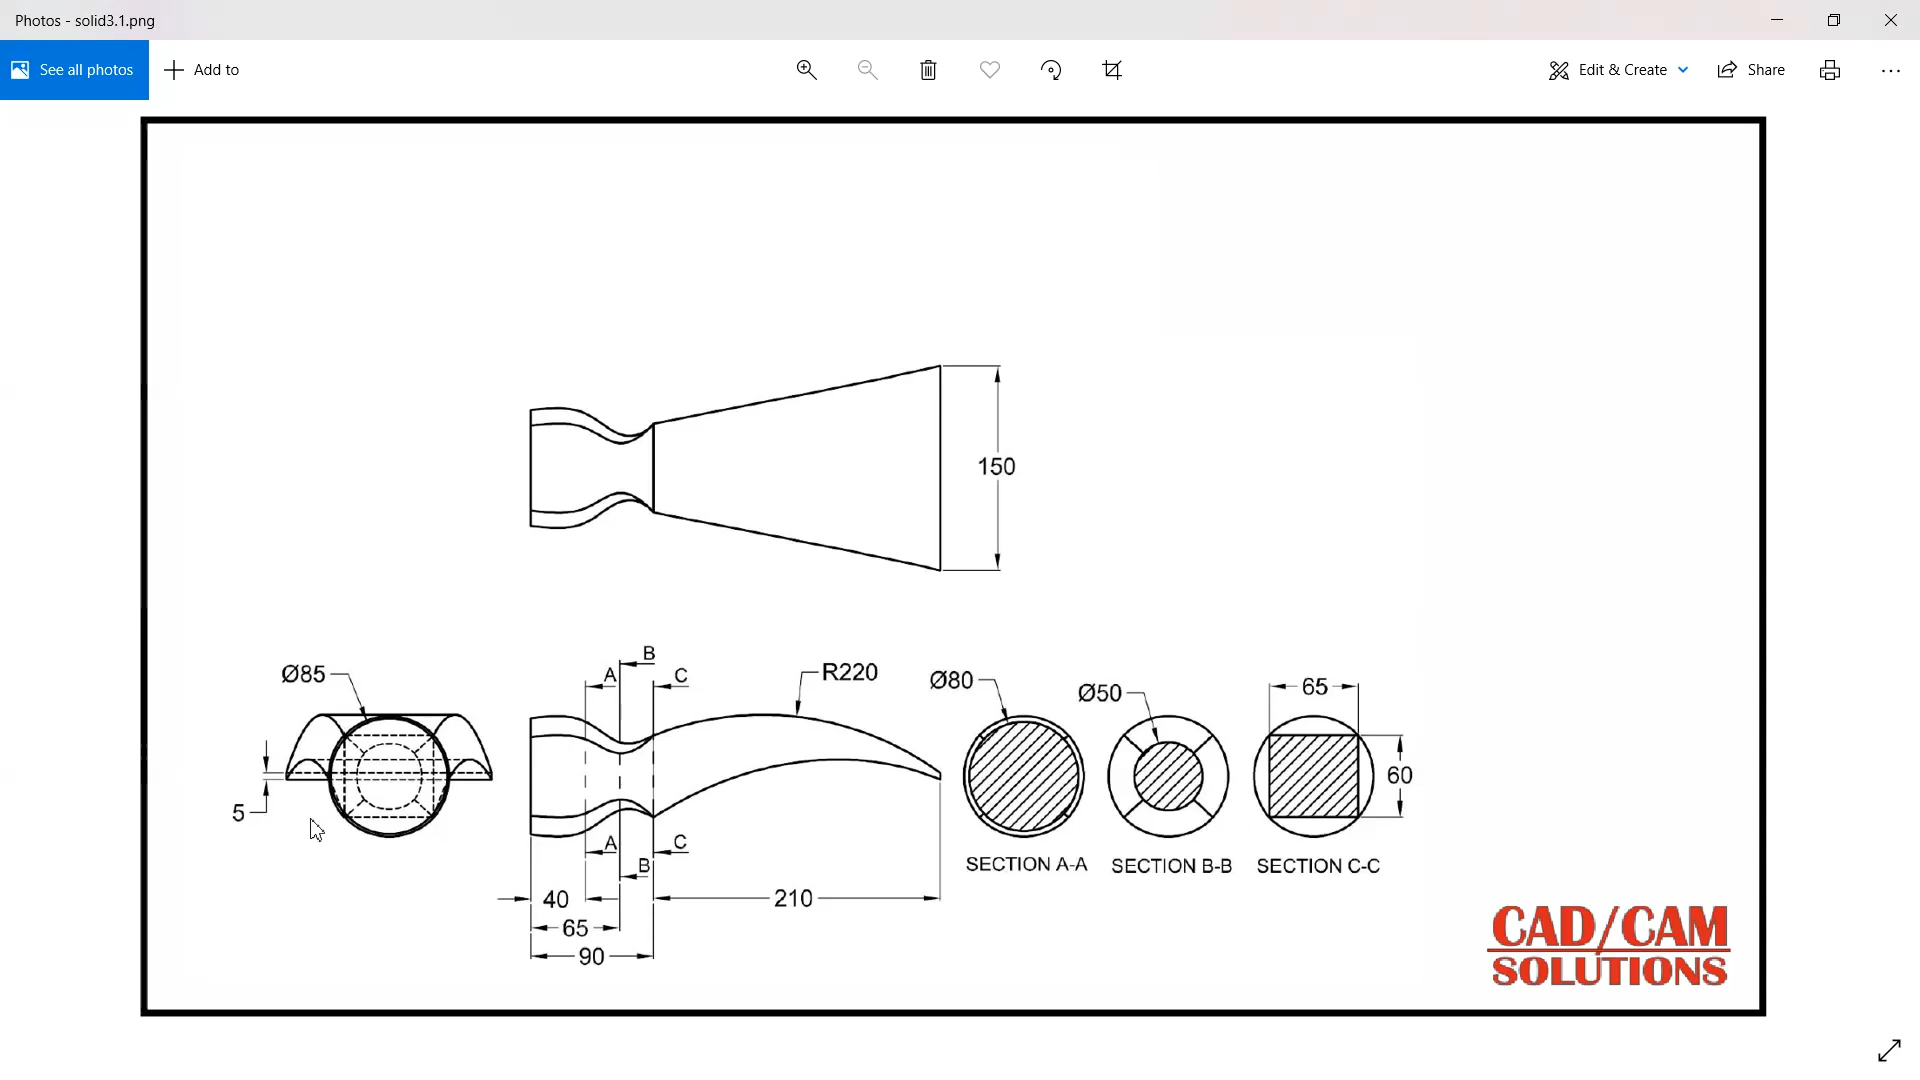 Photos - solid3.1.png
See all photos
Add to
Edit & Create
Share
150
B
A
C
R220
Ø85
Ø80
Ø50
65
60
5
A
C
B
SECTION A-A
SECTION B-B
SECTION C-C
40
210
65
90
CAD/CAM
SOLUTIONS